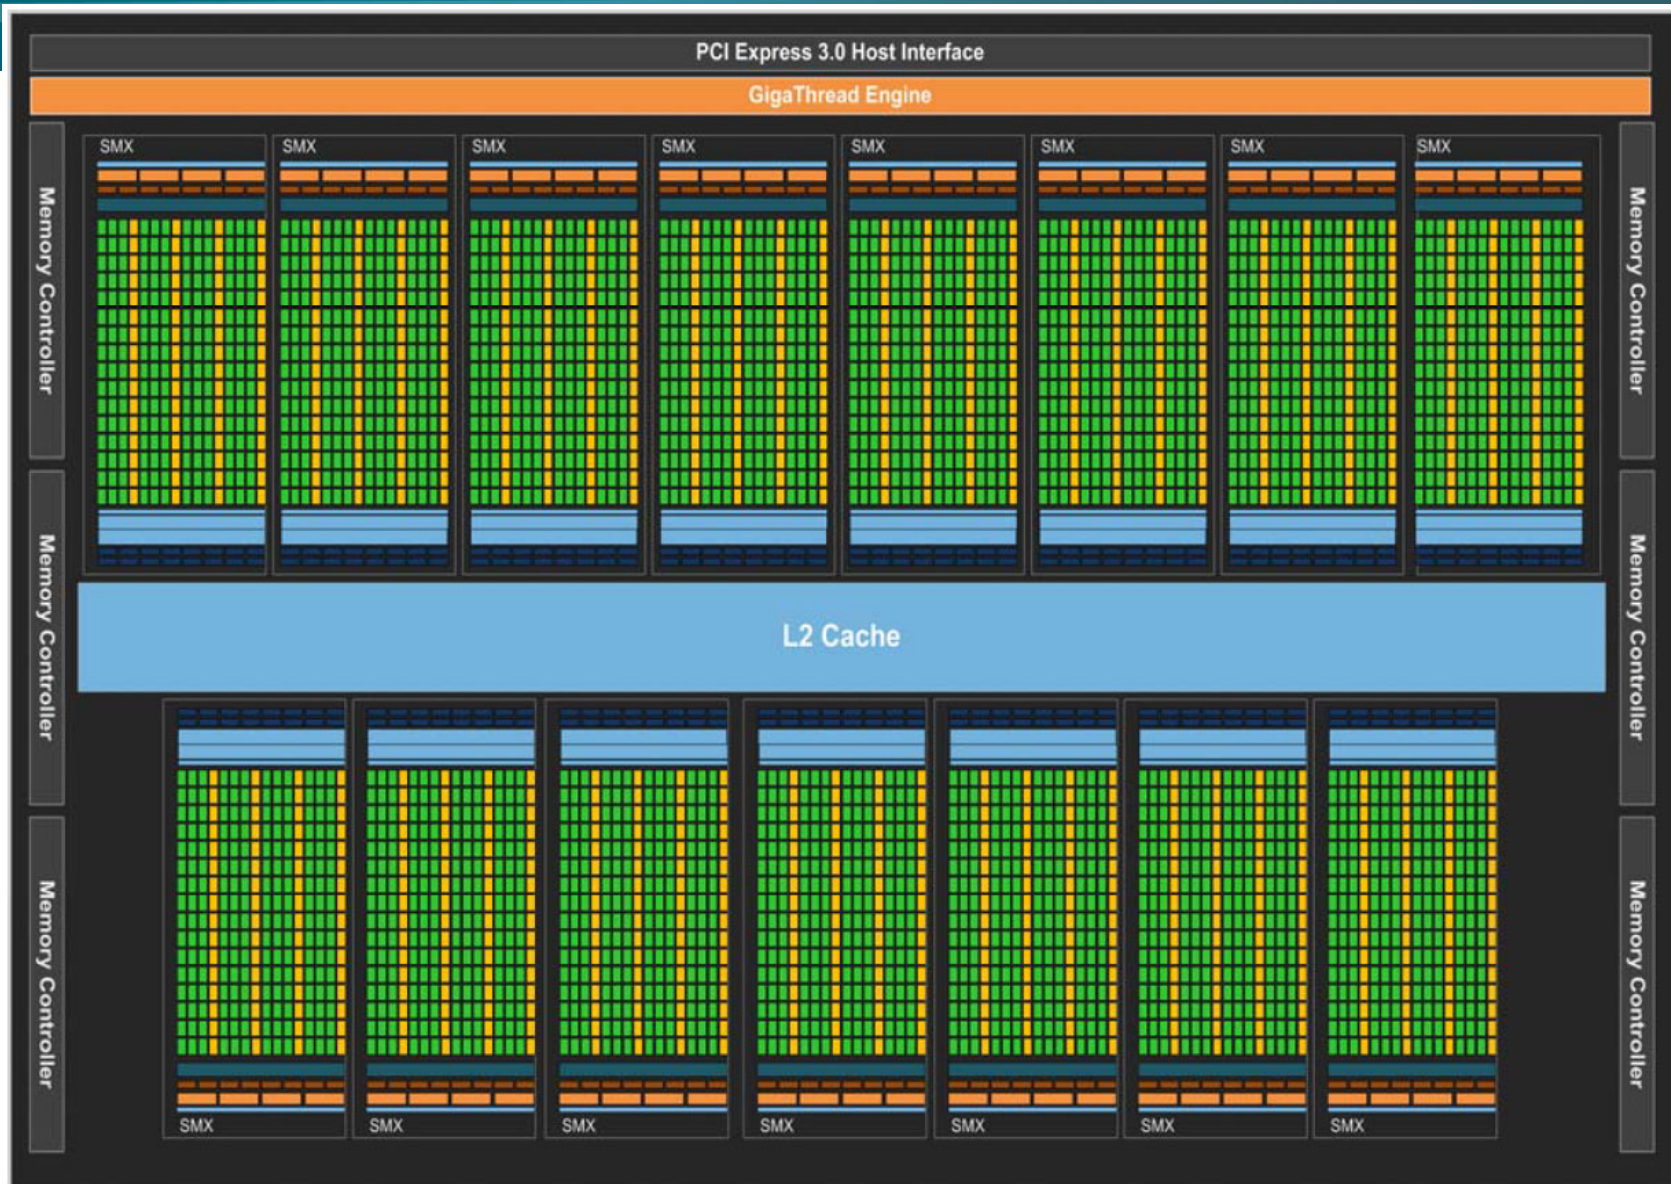 PCI Express 3.0 Host Interface
GigaThread Engine
SMX
SMX
SMX
SMX
SMX
SMX
SMX
SMX
Memory Controller
Memory Controller
Memory Controller
Memory Controller
L2 Cache
Memory Controller
Memory Controller
SMX
SMX
SMX
SMX
SMX
SMX
SMX